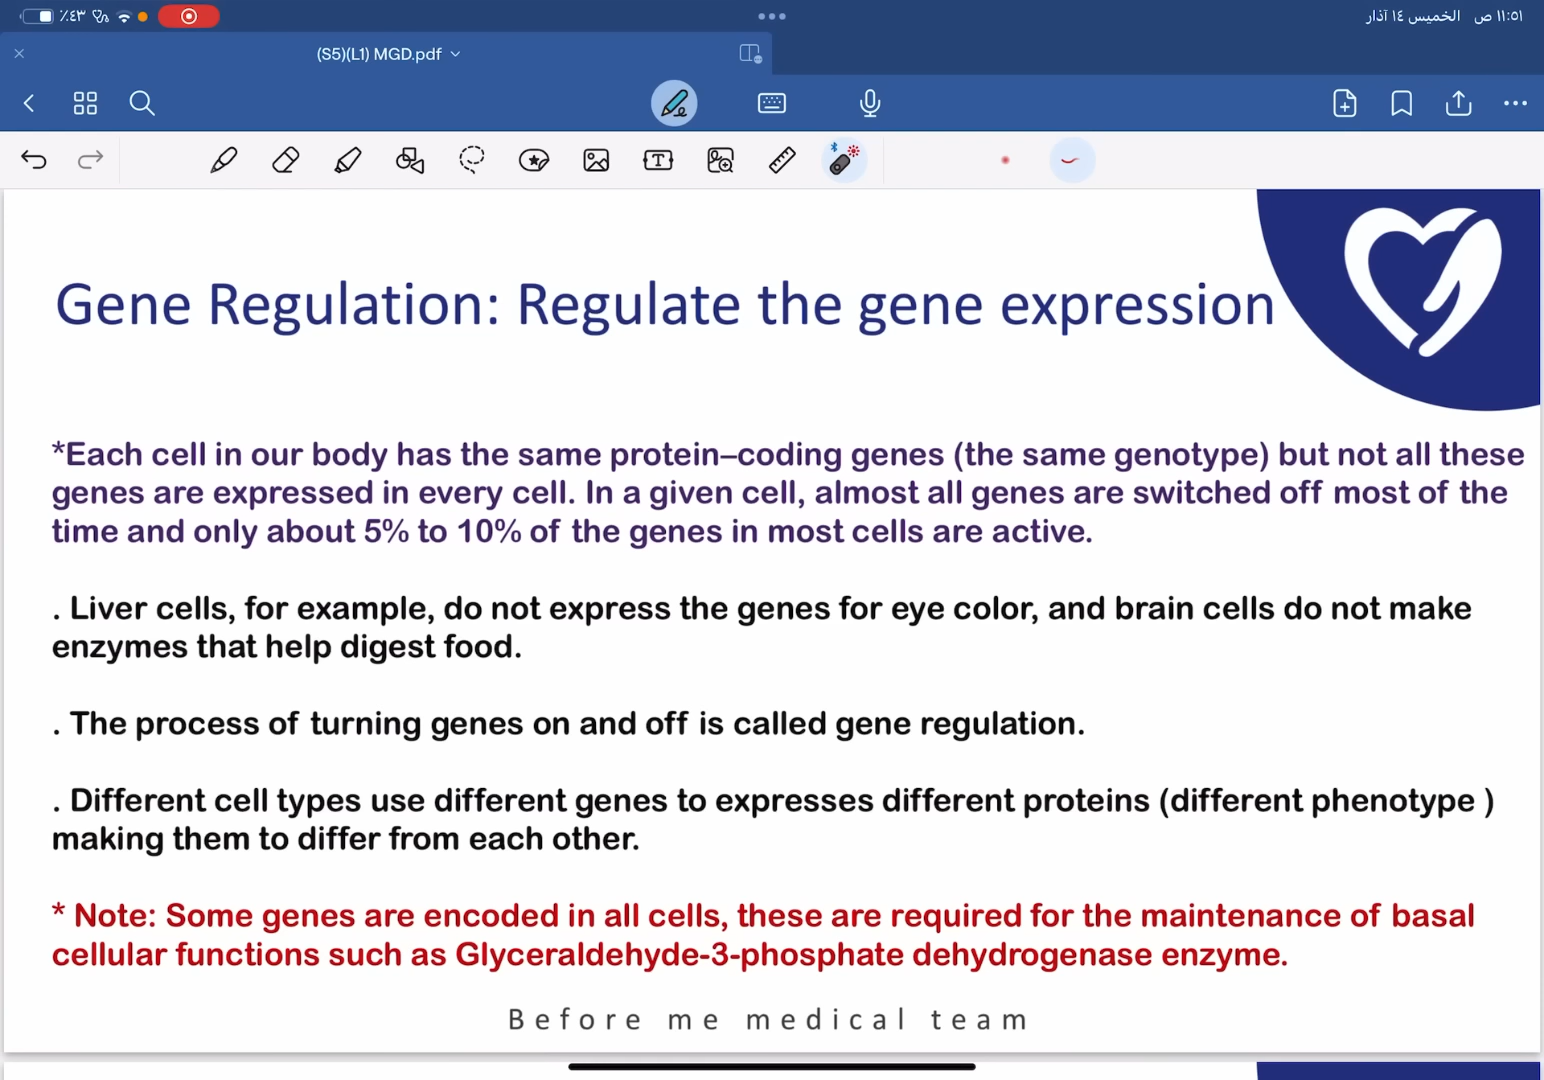 ٪٤٣
١١:٥١ ص الخميس ١٤ آذار
(S5)(L1) MGD.pdf
T
Gene Regulation: Regulate the gene expression
*Each cell in our body has the same protein–coding genes (the same genotype) but not all these
genes are expressed in every cell. In a given cell, almost all genes are switched off most of the
time and only about 5% to 10% of the genes in most cells are active.
. Liver cells, for example, do not express the genes for eye color, and brain cells do not make
enzymes that help digest food.
. The process of turning genes on and off is called gene regulation.
. Different cell types use different genes to expresses different proteins (different phenotype )
making them to differ from each other.
* Note: Some genes are encoded in all cells, these are required for the maintenance of basal
cellular functions such as Glyceraldehyde-3-phosphate dehydrogenase enzyme.
Before me medical team